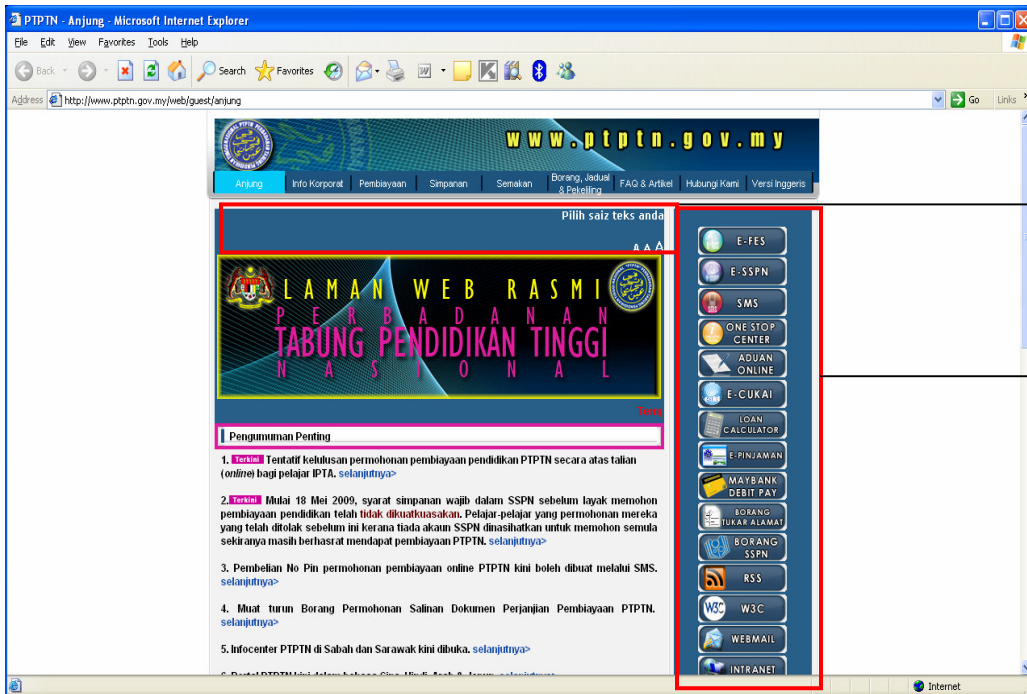 PTPTN - Anjung - Microsoft Internet Explorer
File Edit View Favorites Tools Help
Back Search Favorites
Address http://www.ptptn.gov.my/web/guest/anjung Go Links
www.ptptn.gov.my
Anjung Info Korporat Pembiayaan Simpanan Semakan Borang, Jadual & Pekeliling FAQ & Artikel Hubungi Kami Versi Inggeris
Pilih saiz teks anda
A A A
LAMAN WEB RASMI
PERBADANAN
TABUNG PENDIDIKAN TINGGI
NASIONAL
Pengumuman Penting
1. Terkini Tentatif kelulusan permohonan pembiayaan pendidikan PTPTN secara atas talian
(online) bagi pelajar IPTA. selanjutnya>
2. Terkini Mulai 18 Mei 2009, syarat simpanan wajib dalam SSPN sebelum layak memohon
pembiayaan pendidikan telah tidak dikuatkuasakan. Pelajar-pelajar yang permohonan mereka
yang telah ditolak sebelum ini kerana tiada akaun SSPN dinasihatkan untuk memohon semula
sekiranya masih berhasrat mendapat pembiayaan PTPTN. selanjutnya>
3. Pembelian No Pin permohonan pembiayaan online PTPTN kini boleh dibuat melalui SMS.
selanjutnya>
4. Muat turun Borang Permohonan Salinan Dokumen Perjanjian Pembiayaan PTPTN.
selanjutnya>
5. Infocenter PTPTN di Sabah dan Sarawak kini dibuka. selanjutnya>
E-FES
E-SSPN
SMS
ONE STOP
CENTER
ADUAN
ONLINE
E-CUKAI
LOAN
CALCULATOR
E-PINJAMAN
MAYBANK
DEBIT PAY
BORANG
TUKAR ALAMAT
BORANG
SSPN
RSS
W3C W3C
WEBMAIL
INTRANET
Internet